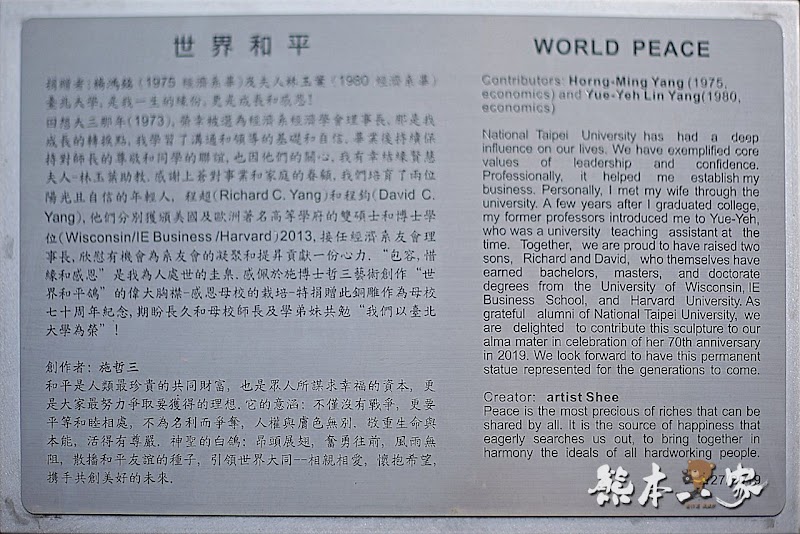 世界和平
捐贈者：楊鴻銘（1975 經濟系畢）及夫人林玉葉（1980 經濟系畢）
臺北大學，是我一生的緣份，更是成長和感恩！
回想大三那年(1973)，榮幸被選為經濟系經濟學會理事長，那是我
成長的轉捩點，我學習了溝通和領導的基礎和自信。畢業後持續保
持對師長的尊敬和同學的聯誼，也因他們的關心，我有幸結緣賢慧
夫人－林玉葉助教。感謝上蒼對事業和家庭的眷顧，我們培育了兩位
陽光且自信的年輕人，程超(Richard C. Yang)和程鈞(David C.
Yang)，他們分別獲頒美國及歐洲著名高等學府的雙碩士和博士學
位(Wisconsin/IE Business /Harvard)2013，接任經濟系友會理
事長，欣慰有機會為系友會的凝聚和提昇貢獻一份心力。“包容，惜
緣和感恩”是我為人處世的圭臬．感佩於施博士哲三藝術創作“世
界和平鴿”的偉大胸襟－感恩母校的栽培－特捐贈此銅雕作為母校
七十周年紀念，期盼長久和母校師長及學弟妹共勉“我們以臺北
大學為榮”！
創作者：施哲三
和平是人類最珍貴的共同財富，也是眾人所謀求幸福的資本，更
是大家最努力爭取要獲得的理想．它的意涵：不僅沒有戰爭，更要
平等和睦相處，不為名利而爭奪，人權與膚色無別．敬重生命與
本能，活得有尊嚴．神聖的白鴿：昂頭展翅，奮勇往前，風雨無
阻，散播和平友誼的種子，引領世界大同--相親相愛，懷抱希望，
攜手共創美好的未來．
WORLD PEACE
Contributors: Horng-Ming Yang (1975,
economics) and Yue-Yeh Lin Yang(1980,
economics)
National Taipei University has had a deep
influence on our lives. We have exemplified core
values of leadership and confidence.
Professionally, it helped me establish my
business. Personally, I met my wife through the
university. A few years after I graduated college,
my former professors introduced me to Yue-Yeh,
who was a university teaching assistant at the
time. Together, we are proud to have raised two
sons, Richard and David, who themselves have
earned bachelors, masters, and doctorate
degrees from the University of Wisconsin, IE
Business School, and Harvard University. As
grateful alumni of National Taipei University, we
are delighted to contribute this sculpture to our
alma mater in celebration of her 70th anniversary
in 2019. We look forward to have this permanent
statue represented for the generations to come.
Creator: artist Shee
Peace is the most precious of riches that can be
shared by all. It is the source of happiness that
eagerly searches us out, to bring together in
harmony the ideals of all hardworking people.
熊本一家